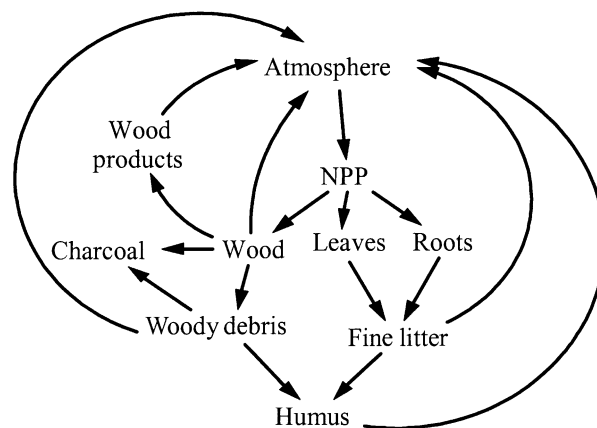 Atmosphere
Wood
products
NPP
Charcoal
Wood
Leaves
Roots
Woody debris
Fine litter
Humus